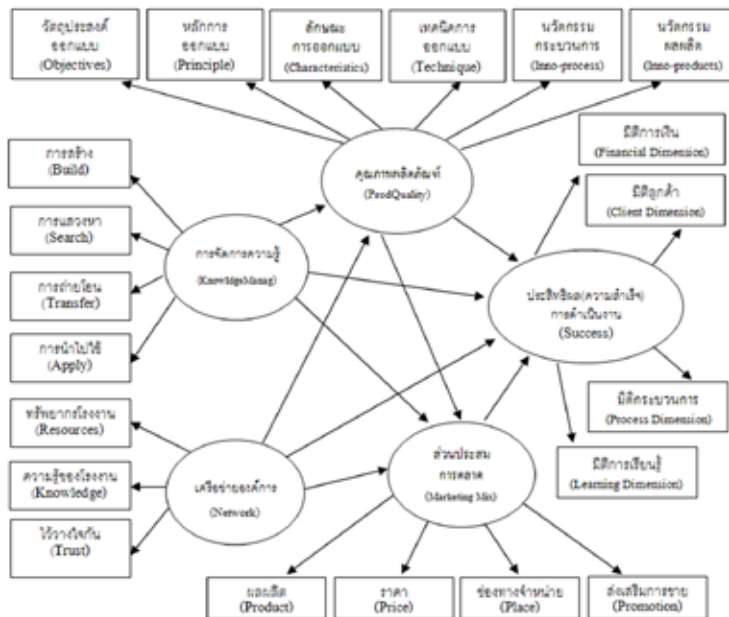 วัตถุประสงค์
ออกแบบ
(Objectives)
หลักการ
ออกแบบ
(Principle)
ลักษณะ
การออกแบบ
(Characteristics)
เทคนิคการ
ออกแบบ
(Technique)
นวัตกรรม
กระบวนการ
(Inno-process)
นวัตกรรม
ผลผลิต
(Inno-products)
มิติการเงิน
(Financial Dimension)
การสร้าง
(Build)
คุณภาพผลิตภัณฑ์
(ProdQuality)
มิติลูกค้า
(Client Dimension)
การแสวงหา
(Search)
การจัดการความรู้
(KnowledgeManag)
การถ่ายโอน
(Transfer)
ประสิทธิผล(ความสำเร็จ)
การดำเนินงาน
(Success)
การนำไปใช้
(Apply)
มิติกระบวนการ
(Process Dimension)
ทรัพยากรโรงงาน
(Resources)
ส่วนประสม
การตลาด
(Marketing Mix)
มิติการเรียนรู้
(Learning Dimension)
ความรู้ของโรงงาน
(Knowledge)
เครือข่ายองค์การ
(Network)
ไว้วางใจกัน
(Trust)
ผลผลิต
(Product)
ราคา
(Price)
ช่องทางจำหน่าย
(Place)
ส่งเสริมการขาย
(Promotion)